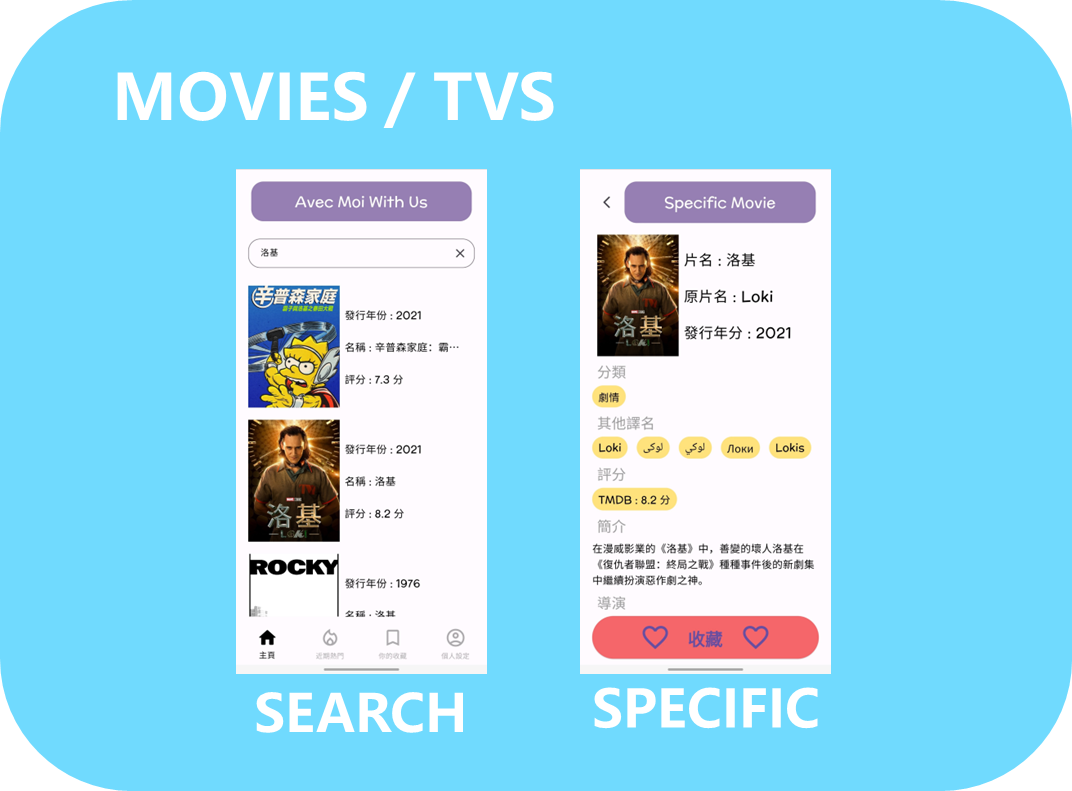 MOVIES / TVS
Avec Moi With Us
洛基
辛普森家庭
發行年份 : 2021
名稱 : 辛普森家庭：霸···
評分 : 7.3 分
洛基
LOKI
發行年份 : 2021
名稱 : 洛基
評分 : 8.2 分
ROCKY
發行年份 : 1976
名稱 : 洛基
主頁
近期熱門
你的收藏
個人設定
SEARCH
Specific Movie
洛基
LOKI
片名 : 洛基
原片名 : Loki
發行年分 : 2021
分類
劇情
其他譯名
Loki
لوکی
لوكي
Локи
Lokis
評分
TMDB : 8.2 分
簡介
在漫威影業的《洛基》中，善變的壞人洛基在
《復仇者聯盟：終局之戰》種種事件後的新劇集
中繼續扮演惡作劇之神。
導演
收藏
SPECIFIC